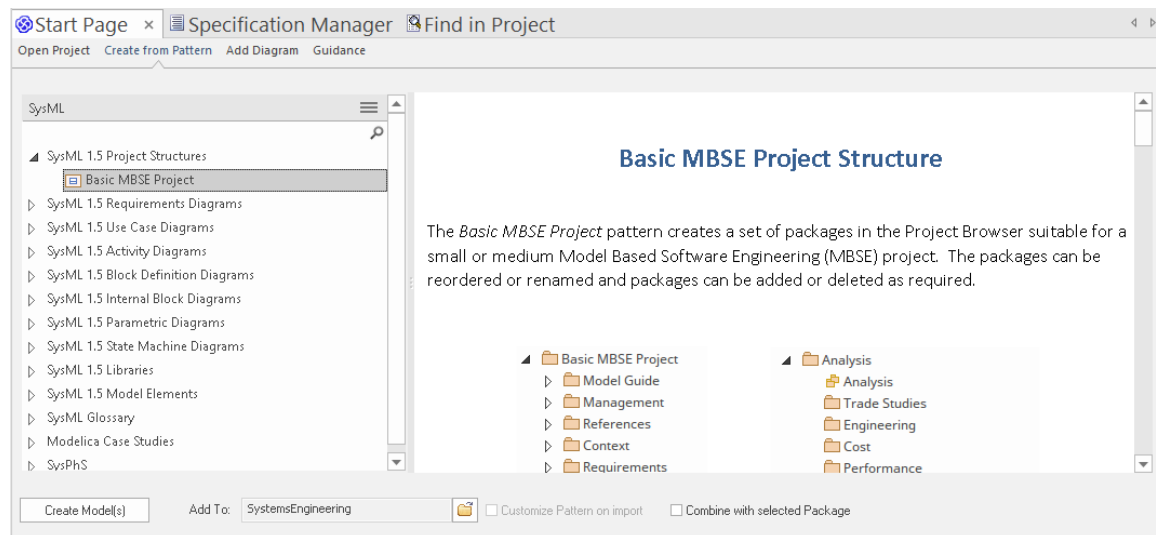 Start Page × Specification Manager Find in Project
Open Project Create from Pattern Add Diagram Guidance
SysML
SysML 1.5 Project Structures
Basic MBSE Project
SysML 1.5 Requirements Diagrams
SysML 1.5 Use Case Diagrams
SysML 1.5 Activity Diagrams
SysML 1.5 Block Definition Diagrams
SysML 1.5 Internal Block Diagrams
SysML 1.5 Parametric Diagrams
SysML 1.5 State Machine Diagrams
SysML 1.5 Libraries
SysML 1.5 Model Elements
SysML Glossary
Modelica Case Studies
SysPhS
Basic MBSE Project Structure
The Basic MBSE Project pattern creates a set of packages in the Project Browser suitable for a
small or medium Model Based Software Engineering (MBSE) project. The packages can be
reordered or renamed and packages can be added or deleted as required.
Basic MBSE Project
Model Guide
Management
References
Context
Requirements
Analysis
Analysis
Trade Studies
Engineering
Cost
Performance
Create Model(s) Add To: SystemsEngineering Customize Pattern on import Combine with selected Package